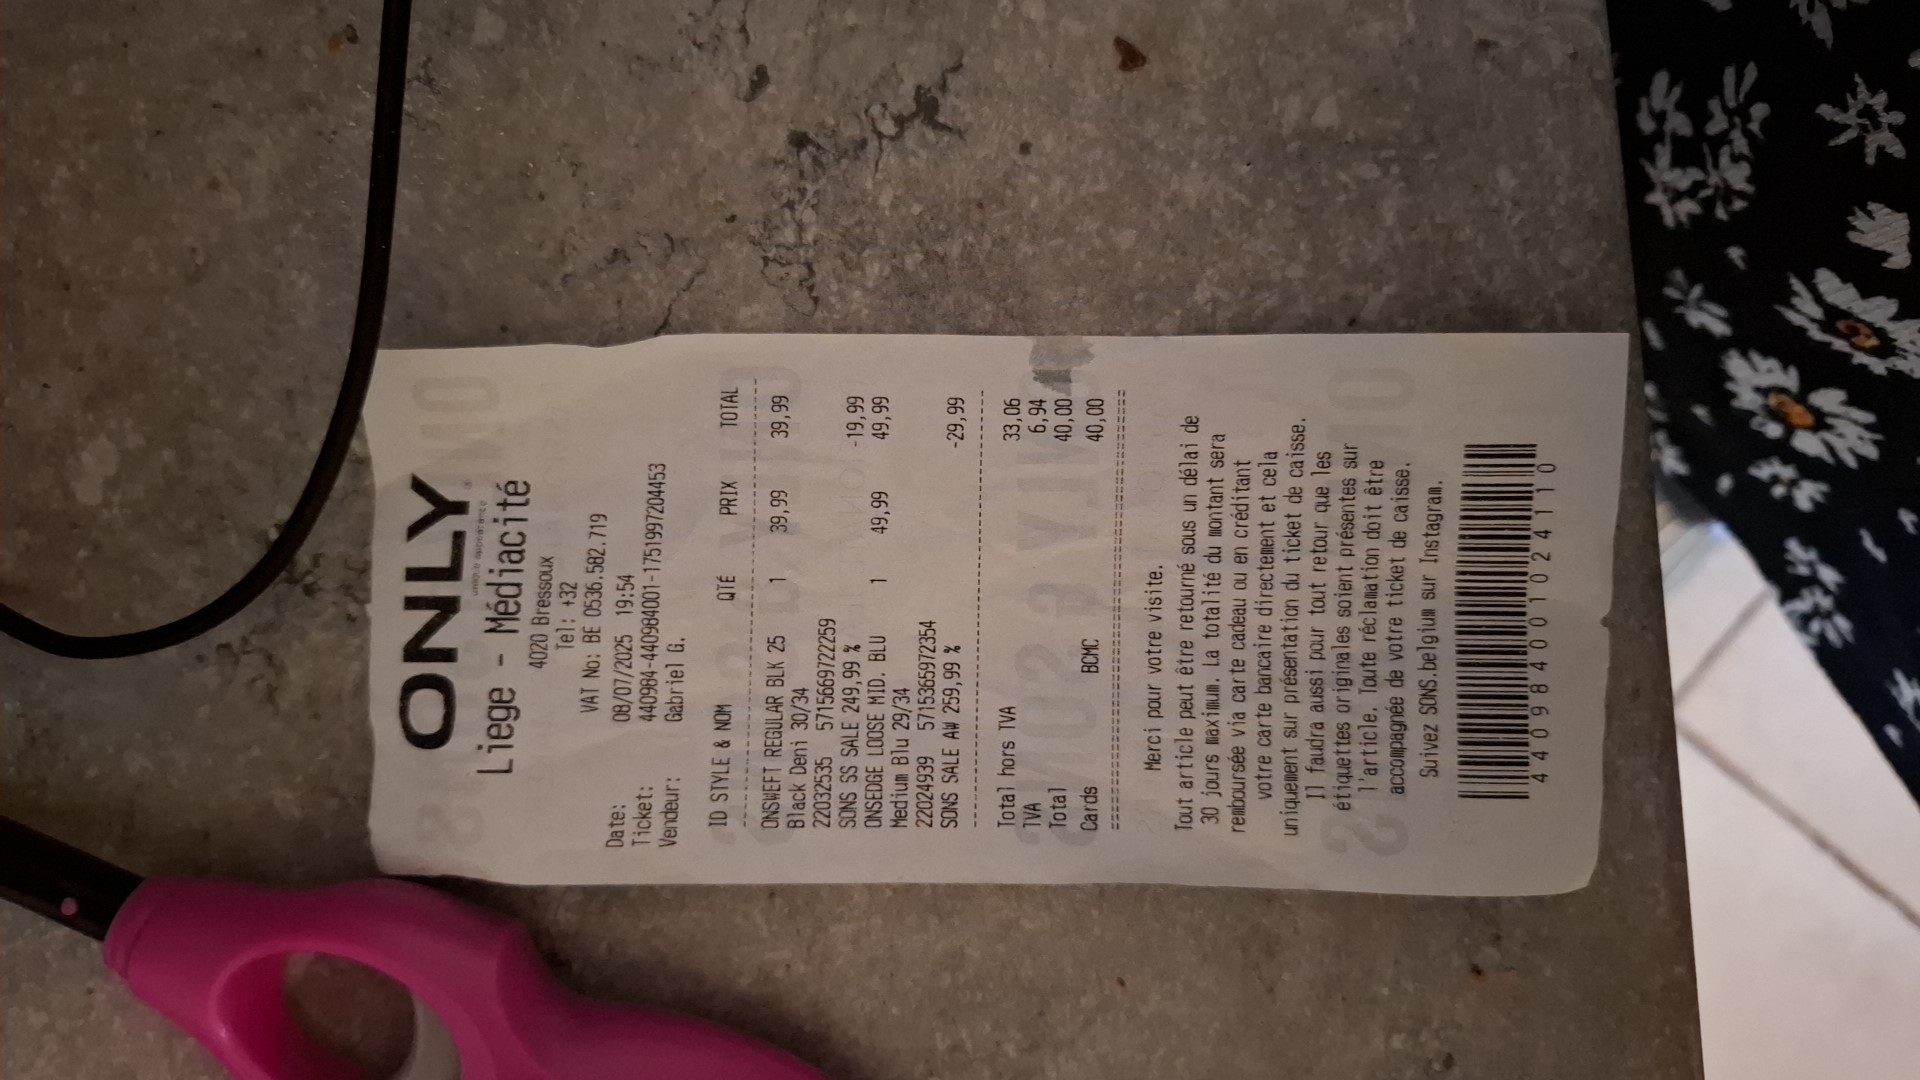 ONLY
Liege - Médiacité
4020 Bressoux
Tel: +32
VAT No: BE 0536.582.719
Date: 08/07/2025 19:54
Ticket: 440984-440984001-1751997204453
Vendeur: Gabriel G.
ID STYLE & NOM QTÉ PRIX TOTAL
ONSWEFT REGULAR BLK 25 1 39,99 39,99
Black Deni 30/34
22032535 5715669722259
SONS SS SALE 249,99 % -19,99
ONSEDGE LOOSE MID. BLU 1 49,99 49,99
Medium Blu 29/34
22024939 5715365972354
SONS SALE AW 259,99 % -29,99
Total hors TVA 33,06
TVA 6,94
Total 40,00
Cards BCMC 40,00
Merci pour votre visite.
Tout article peut être retourné sous un délai de
30 jours maximum. La totalité du montant sera
remboursée via carte cadeau ou en créditant
votre carte bancaire directement et cela
uniquement sur présentation du ticket de caisse.
Il faudra aussi pour tout retour que les
étiquettes originales soient présentes sur
l'article. Toute réclamation doit être
accompagnée de votre ticket de caisse.
Suivez SONS.belgium sur Instagram.
440984001024110